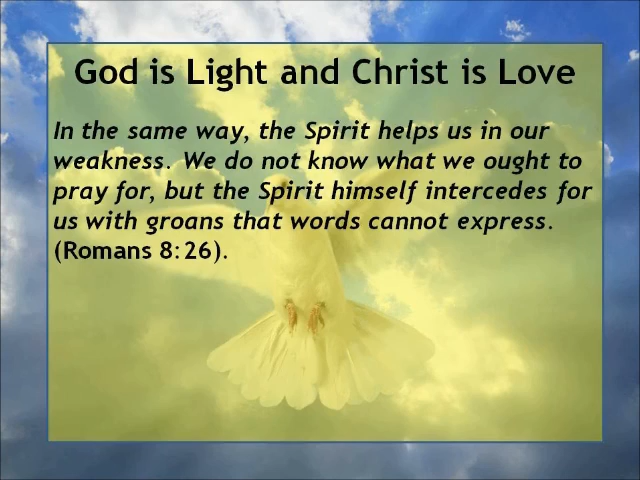 God is Light and Christ is Love
In the same way, the Spirit helps us in our
weakness. We do not know what we ought to
pray for, but the Spirit himself intercedes for
us with groans that words cannot express.
(Romans 8:26).